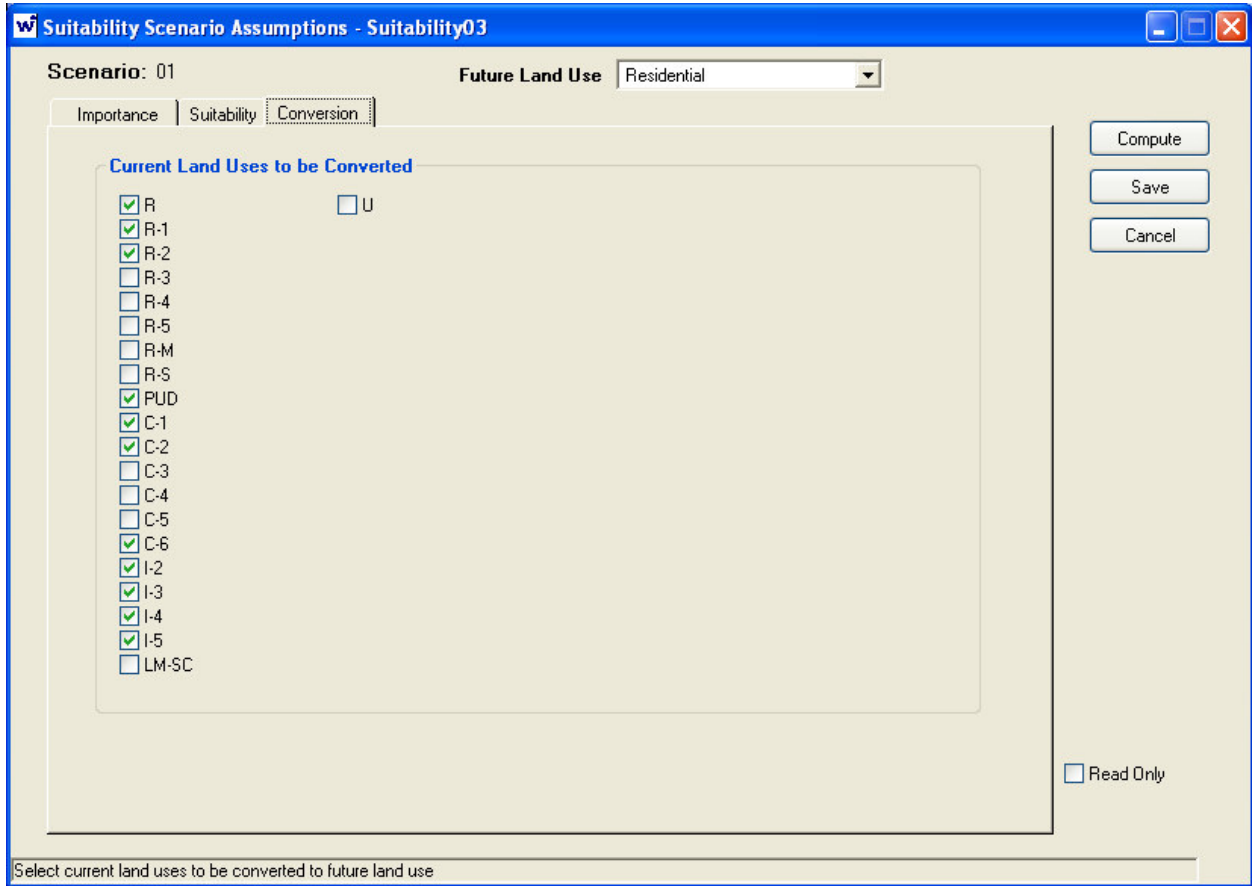 Suitability Scenario Assumptions - Suitability03
Scenario: 01
Future Land Use Residential
Importance Suitability Conversion
Compute
Save
Cancel
Current Land Uses to be Converted
R U
R-1
R-2
R-3
R-4
R-5
R-M
R-S
PUD
C-1
C-2
C-3
C-4
C-5
C-6
I-2
I-3
I-4
I-5
LM-SC
Read Only
Select current land uses to be converted to future land use